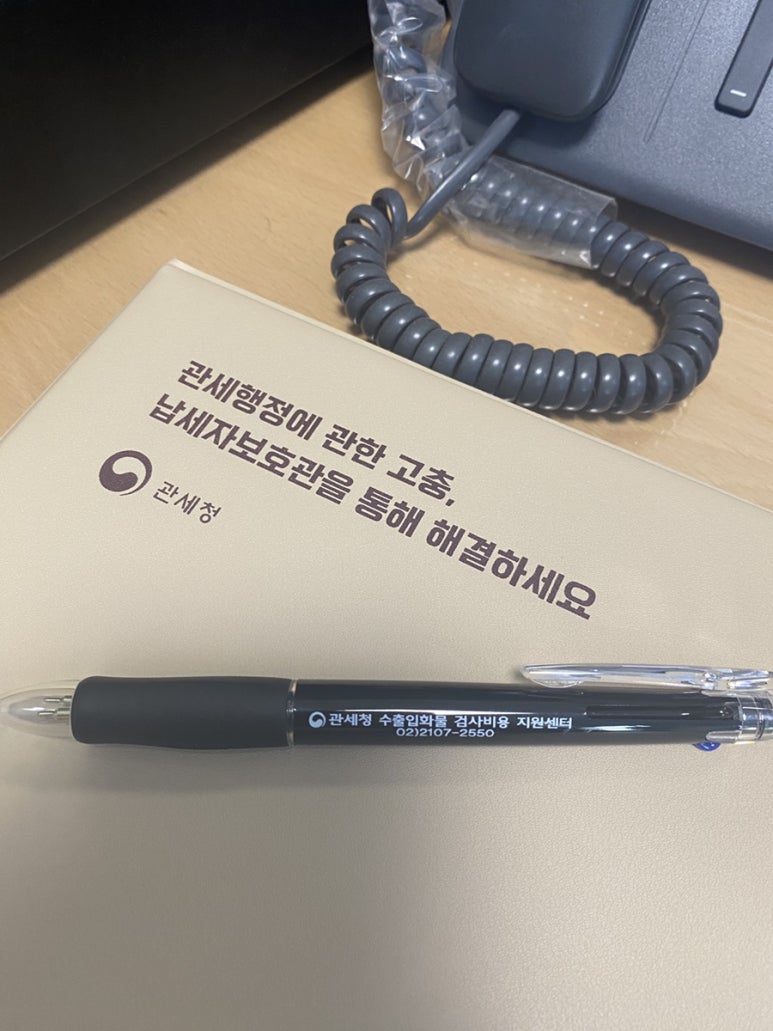 관세행정에 관한 고충,
납세자보호관을 통해 해결하세요
관세청
관세청 수출입화물 검사비용 지원센터
02)2107-2550